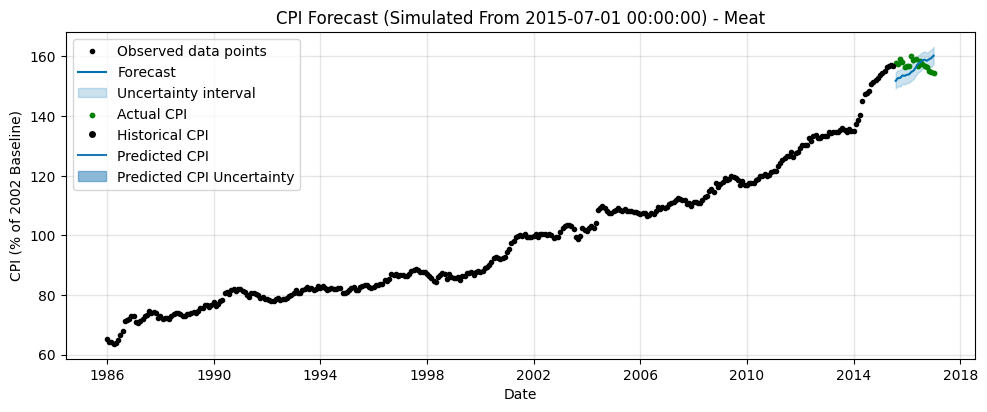 CPI Forecast (Simulated From 2015-07-01 00:00:00) - Meat
CPI (% of 2002 Baseline)
160
140
120
100
80
60
Observed data points
Forecast
Uncertainty interval
Actual CPI
Historical CPI
Predicted CPI
Predicted CPI Uncertainty
1986
1990
1994
1998
2002
2006
2010
2014
2018
Date